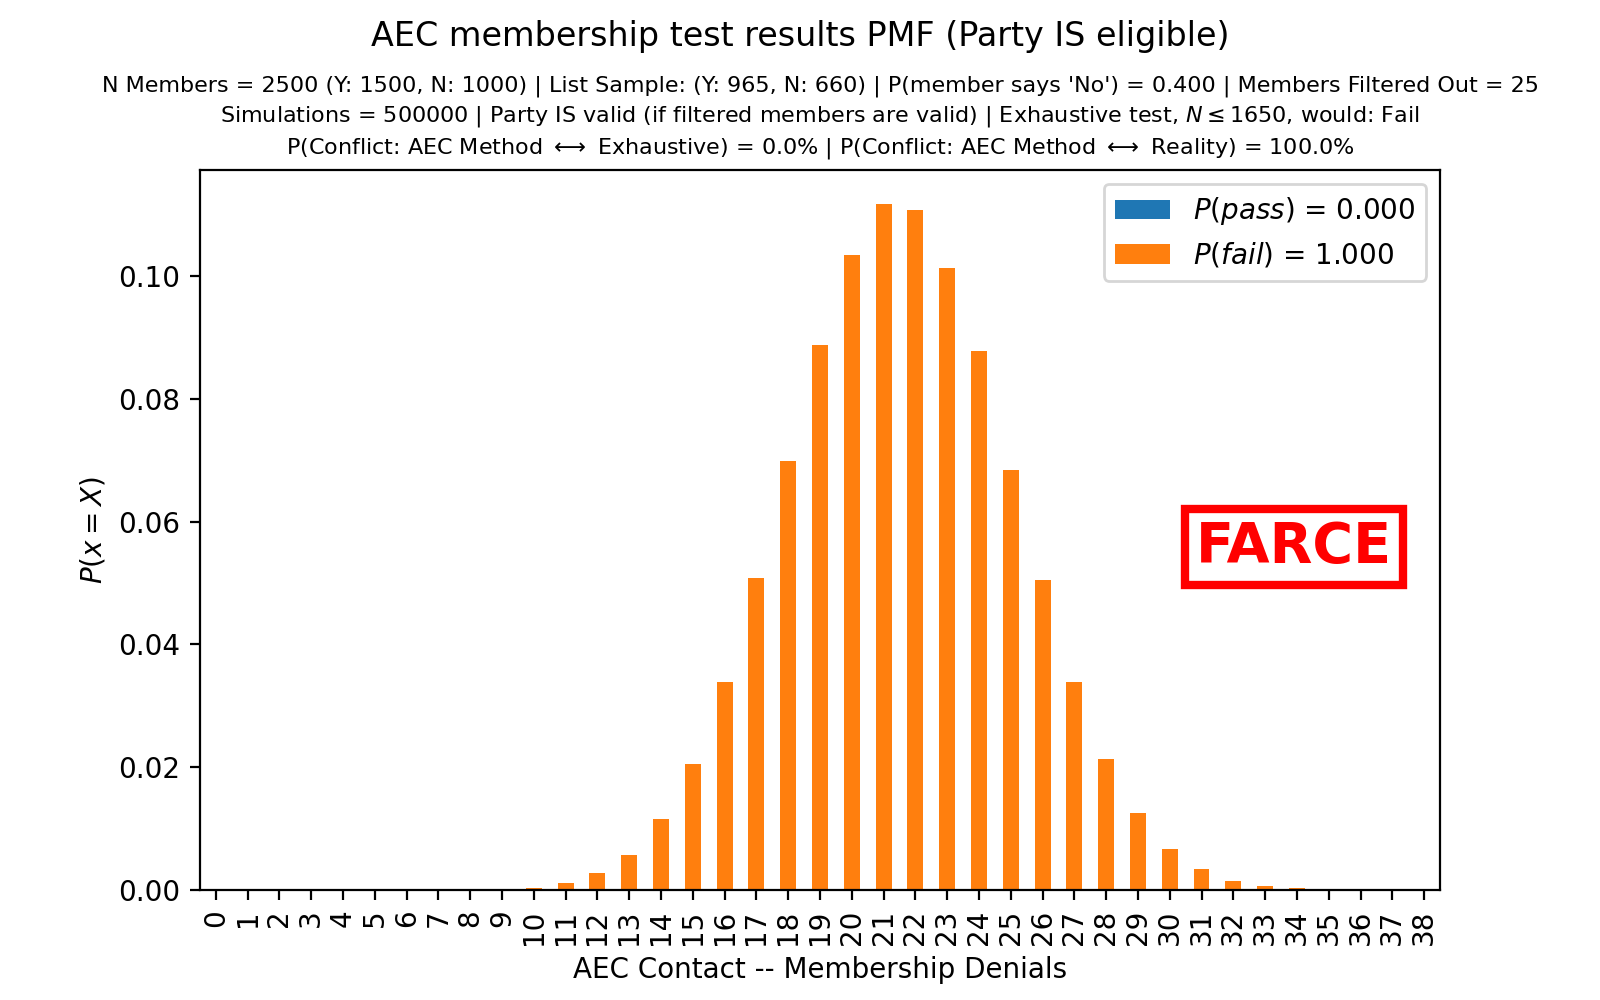 AEC membership test results PMF (Party IS eligible)
N Members = 2500 (Y: 1500, N: 1000) | List Sample: (Y: 965, N: 660) | P(member says 'No') = 0.400 | Members Filtered Out = 25
Simulations = 500000 | Party IS valid (if filtered members are valid) | Exhaustive test, N ≤ 1650, would: Fail
P(Conflict: AEC Method ⟷ Exhaustive) = 0.0% | P(Conflict: AEC Method ⟷ Reality) = 100.0%
P(pass) = 0.000
P(fail) = 1.000
0.10
0.08
0.06
0.04
0.02
0.00
P(x = X)
FARCE
0 1 2 3 4 5 6 7 8 9 10 11 12 13 14 15 16 17 18 19 20 21 22 23 24 25 26 27 28 29 30 31 32 33 34 35 36 37 38
AEC Contact -- Membership Denials